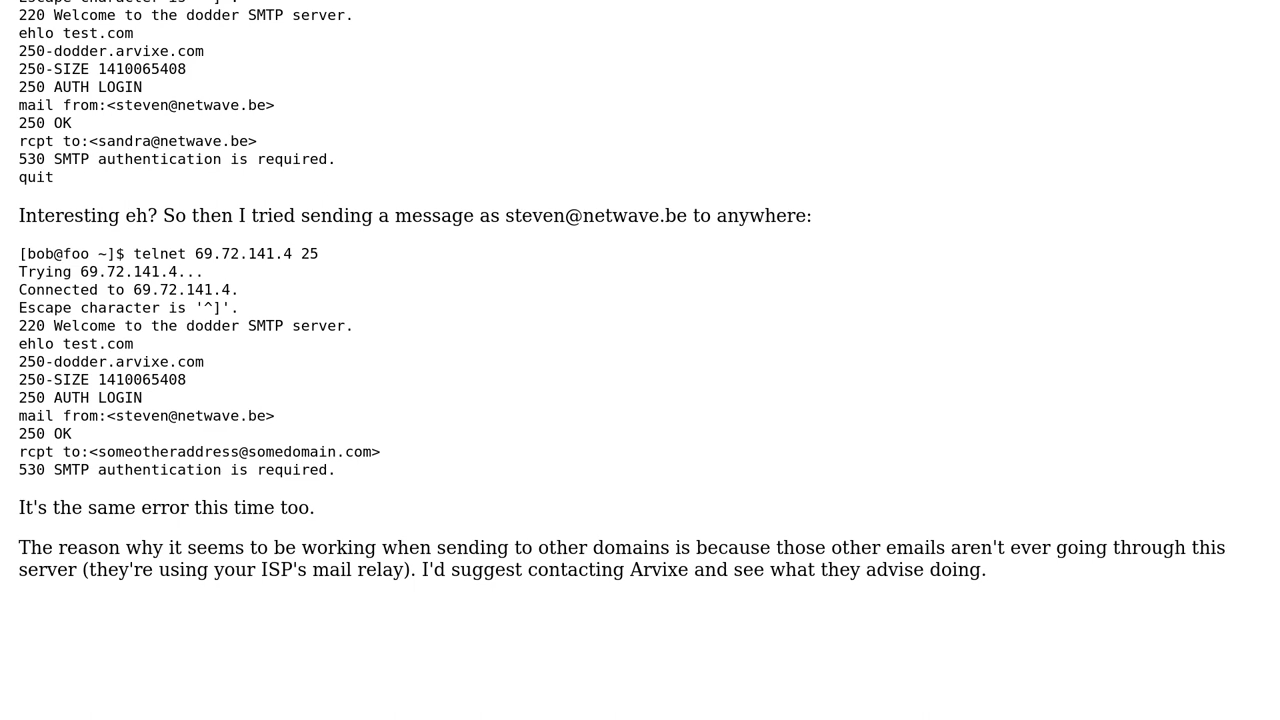 220 Welcome to the dodder SMTP server.
ehlo test.com
250-dodder.arvixe.com
250-SIZE 1410065408
250 AUTH LOGIN
mail from:<steven@netwave.be>
250 OK
rcpt to:<sandra@netwave.be>
530 SMTP authentication is required.
quit
Interesting eh? So then I tried sending a message as steven@netwave.be to anywhere:
[bob@foo ~]$ telnet 69.72.141.4 25
Trying 69.72.141.4...
Connected to 69.72.141.4.
Escape character is '^]'.
220 Welcome to the dodder SMTP server.
ehlo test.com
250-dodder.arvixe.com
250-SIZE 1410065408
250 AUTH LOGIN
mail from:<steven@netwave.be>
250 OK
rcpt to:<someotheraddress@somedomain.com>
530 SMTP authentication is required.
It's the same error this time too.
The reason why it seems to be working when sending to other domains is because those other emails aren't ever going through this
server (they're using your ISP's mail relay). I'd suggest contacting Arvixe and see what they advise doing.